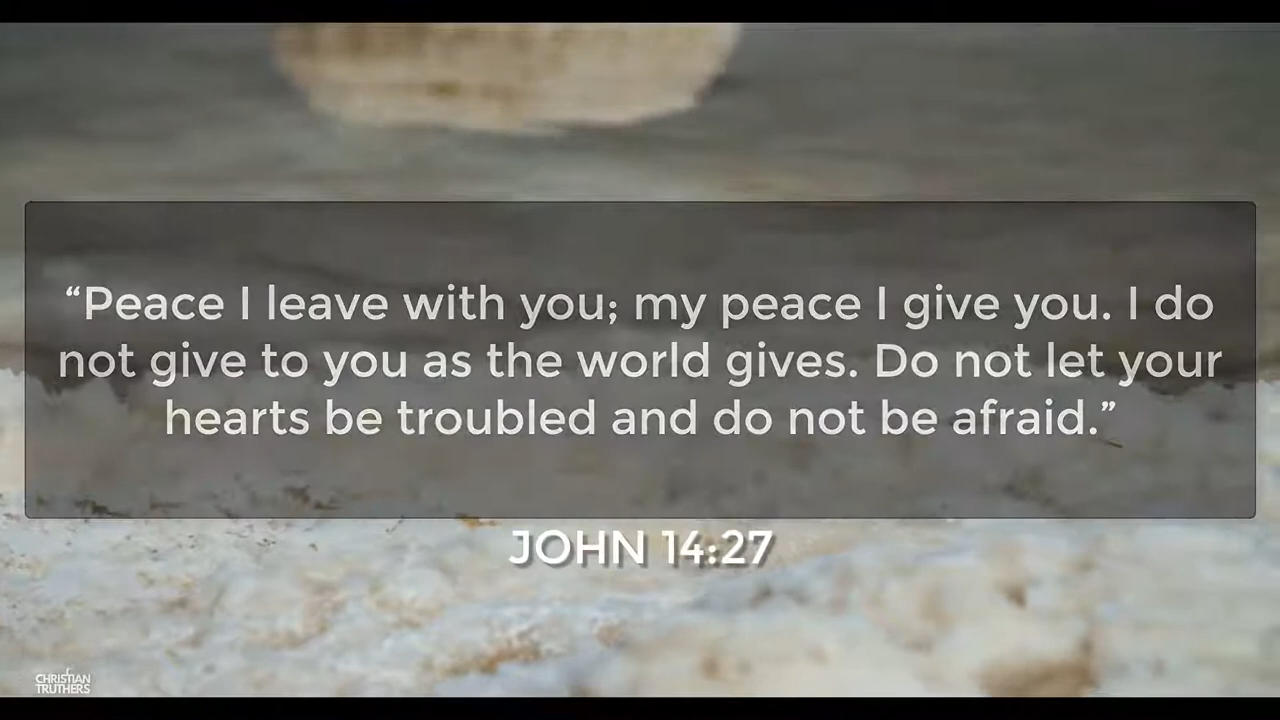 “Peace I leave with you; my peace I give you. I do
not give to you as the world gives. Do not let your
hearts be troubled and do not be afraid.”
JOHN 14:27
CHRISTIAN
TRUTHERS